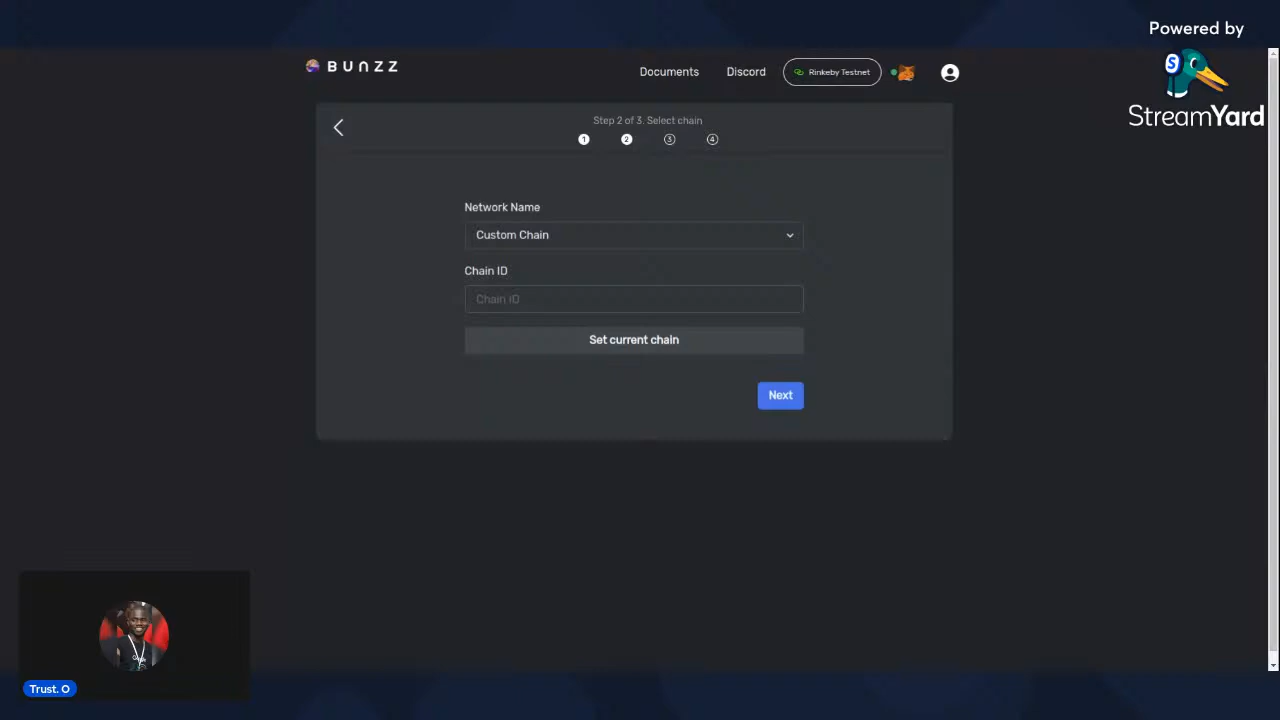 Powered by
StreamYard
BUNZZ
Documents
Discord
Rinkeby Testnet
Step 2 of 3. Select chain
1
2
3
4
Network Name
Custom Chain
Chain ID
Chain ID
Set current chain
Next
Trust. O